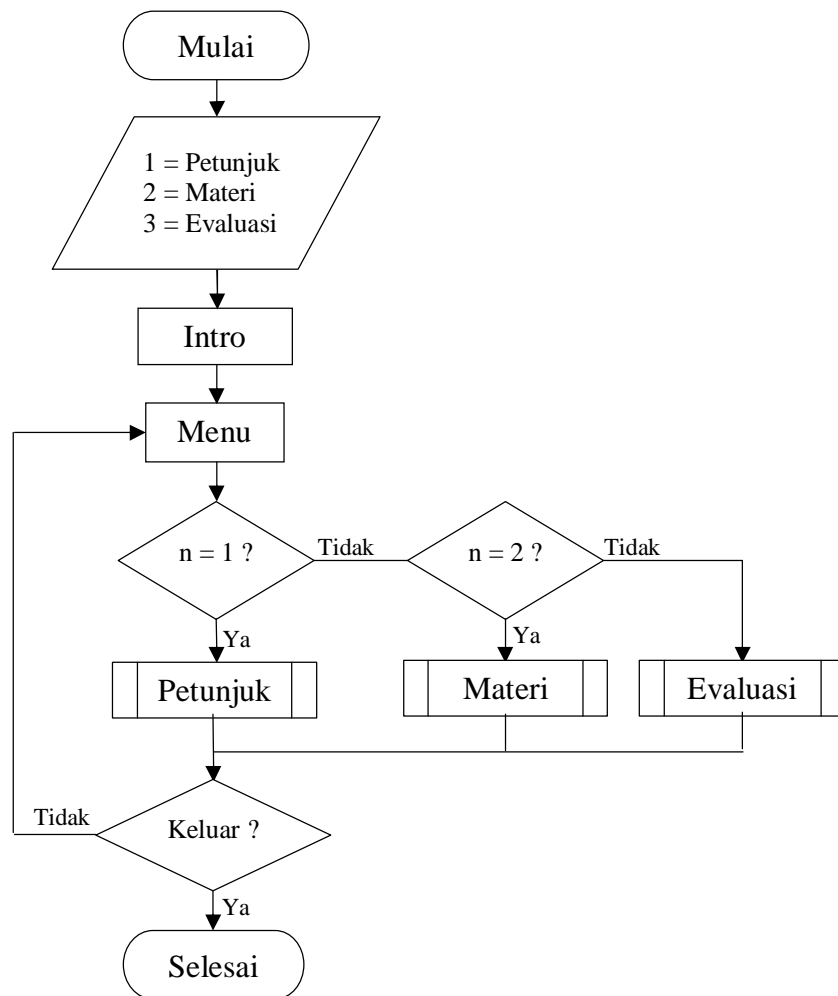 Mulai
1 = Petunjuk
2 = Materi
3 = Evaluasi
Intro
Menu
n = 1 ?
Tidak
n = 2 ?
Tidak
Ya
Ya
Petunjuk
Materi
Evaluasi
Tidak
Keluar ?
Ya
Selesai